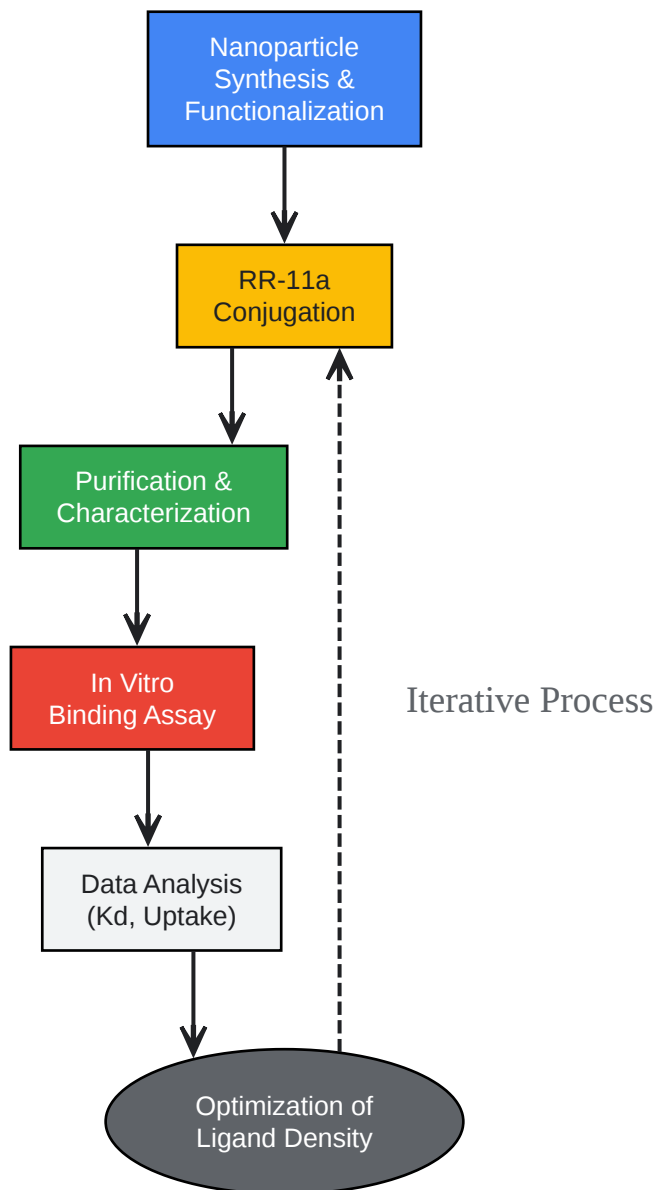 Nanoparticle
Synthesis &
Functionalization
RR-11a
Conjugation
Purification &
Characterization
In Vitro
Binding Assay
Iterative Process
Data Analysis
(Kd, Uptake)
Optimization of
Ligand Density